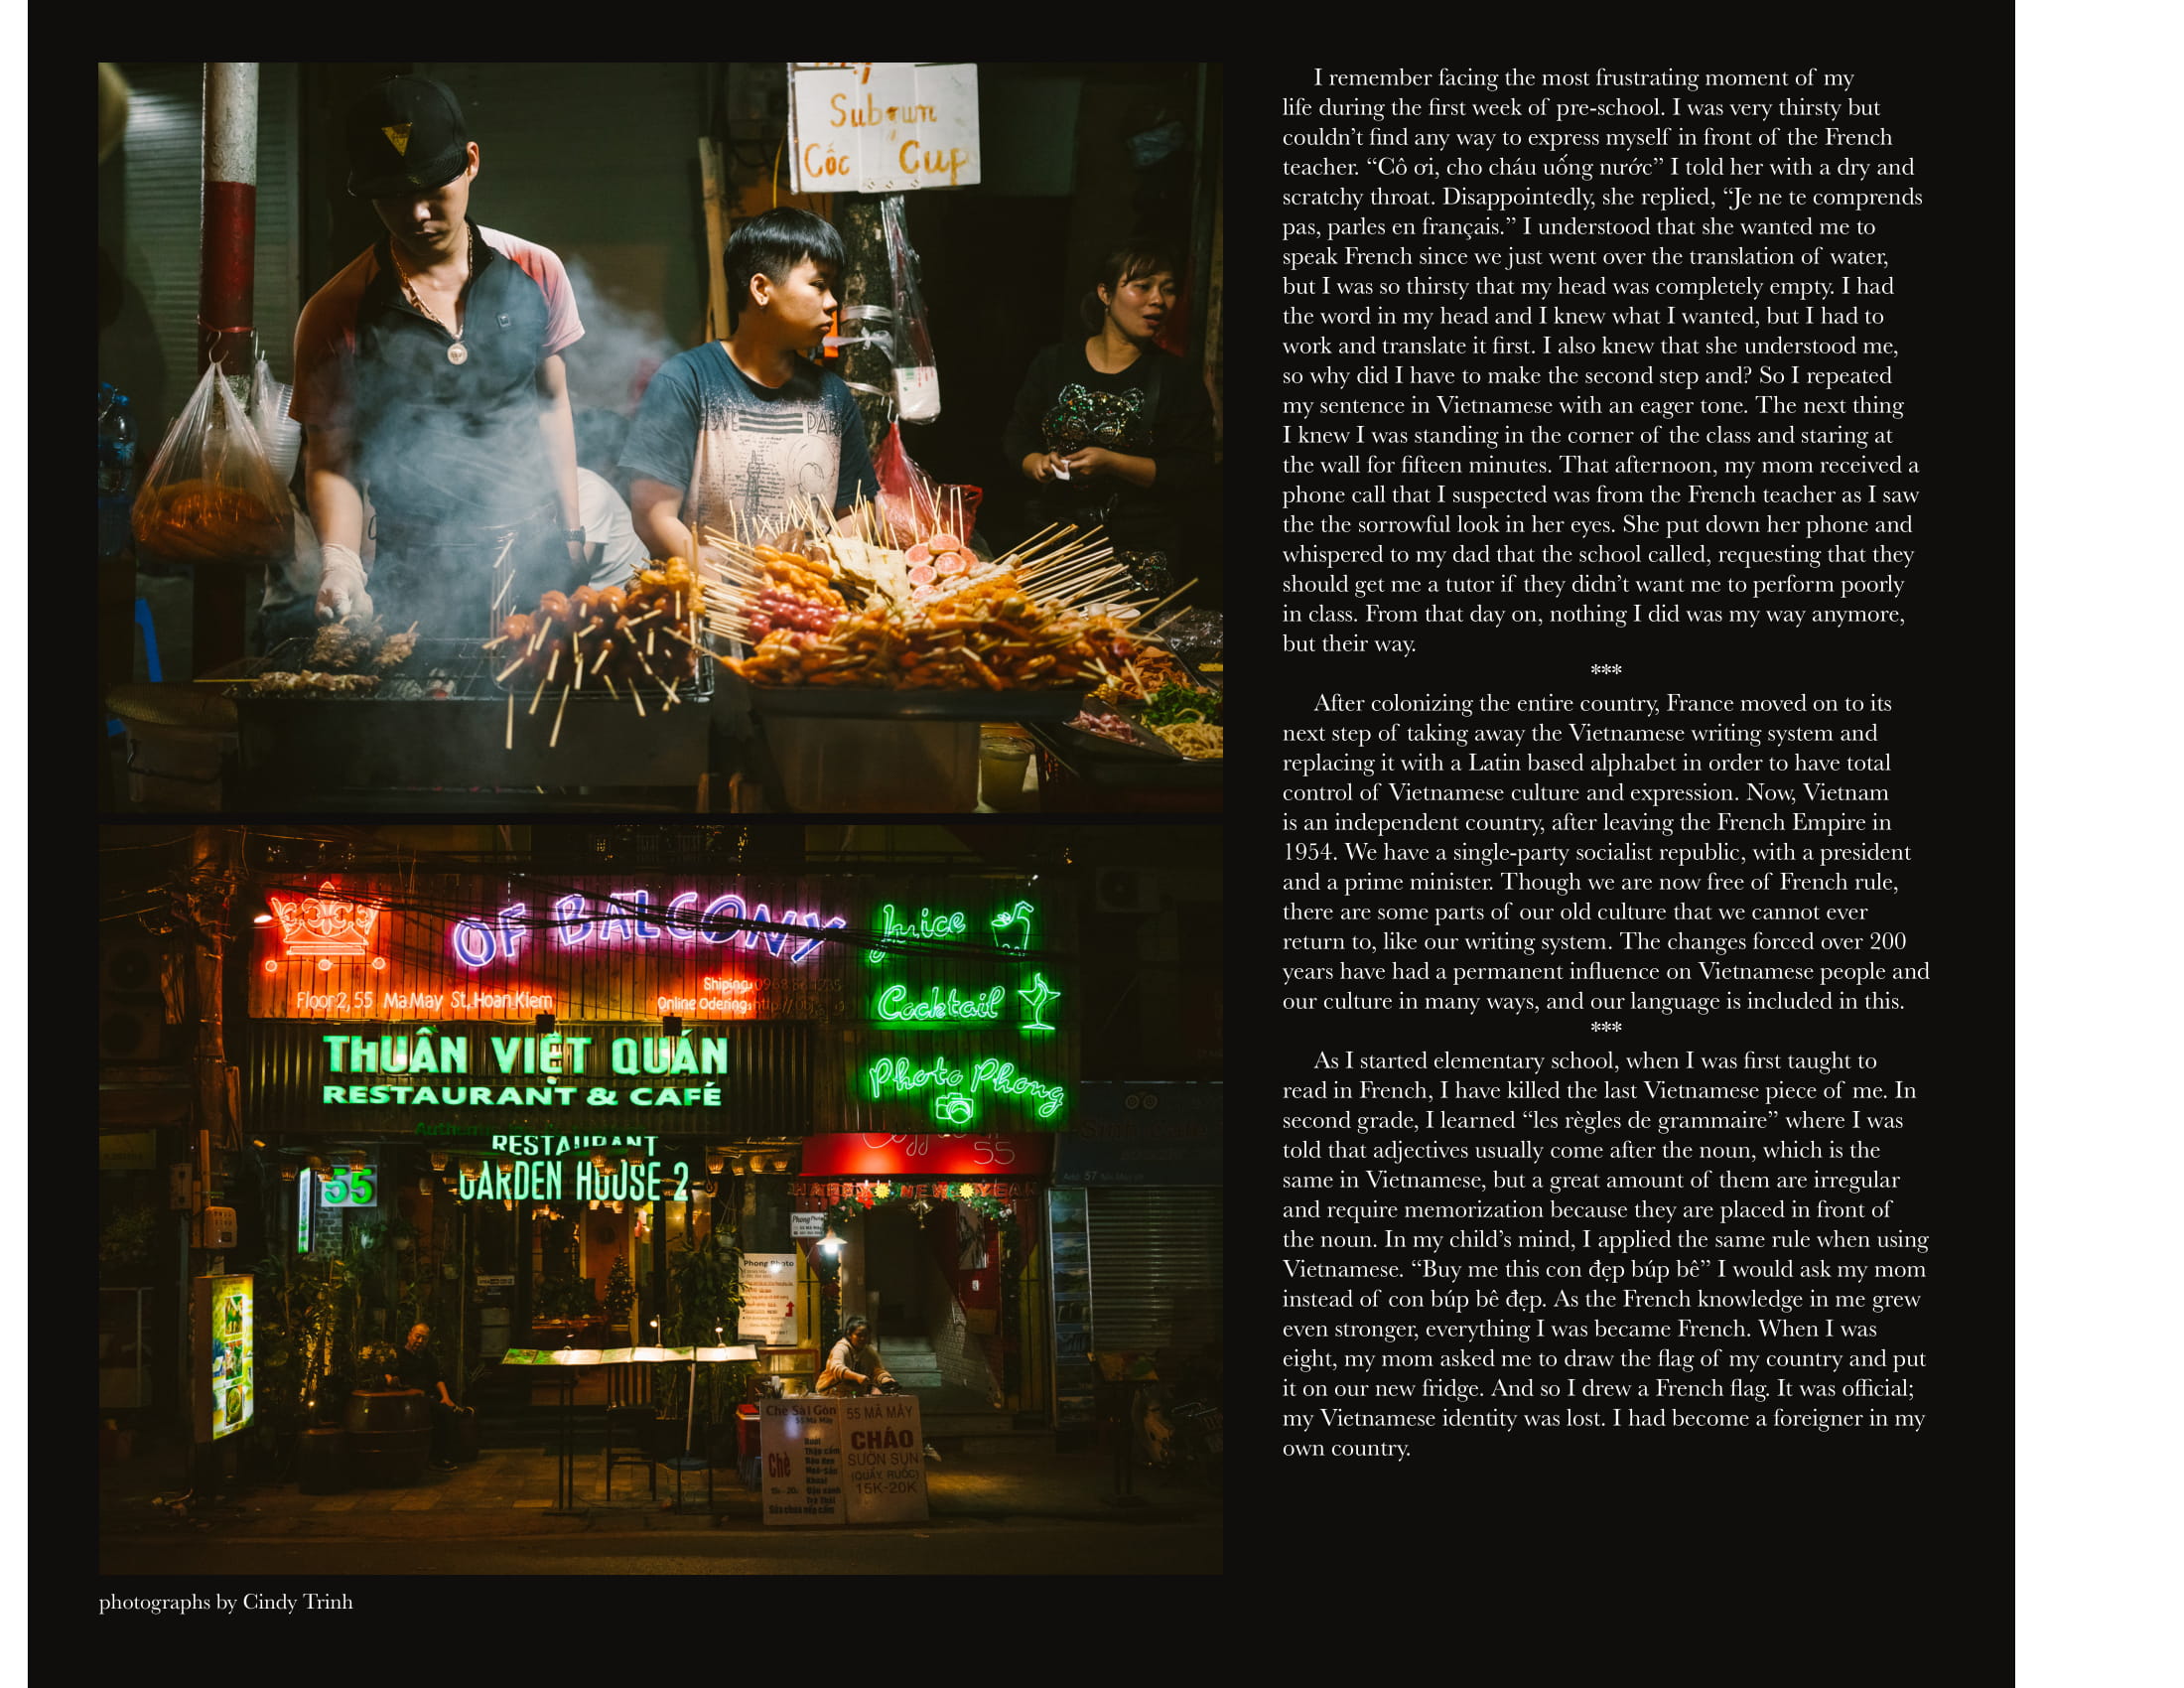 Subgum
Cốc Cup
OF BALCONY
Juice
Cocktail
Photo Phong
Floor 2, 55 Ma May St, Hoan Kiem
Shiping:
Online Odering:
THUẦN VIỆT QUÁN
RESTAURANT & CAFÉ
RESTAURANT
GARDEN HOUSE 2
55
55
Phong Photo
Chè Sài Gòn
55 Mã Mây
Chè
55 MÃ MÂY
CHÁO
SƯỜN SỤN
(QUẨY, RUỐC)
15K-20K
photographs by Cindy Trinh
I remember facing the most frustrating moment of my
life during the first week of pre-school. I was very thirsty but
couldn’t find any way to express myself in front of the French
teacher. “Cô ơi, cho cháu uống nước” I told her with a dry and
scratchy throat. Disappointedly, she replied, “Je ne te comprends
pas, parles en français.” I understood that she wanted me to
speak French since we just went over the translation of water,
but I was so thirsty that my head was completely empty. I had
the word in my head and I knew what I wanted, but I had to
work and translate it first. I also knew that she understood me,
so why did I have to make the second step and? So I repeated
my sentence in Vietnamese with an eager tone. The next thing
I knew I was standing in the corner of the class and staring at
the wall for fifteen minutes. That afternoon, my mom received a
phone call that I suspected was from the French teacher as I saw
the the sorrowful look in her eyes. She put down her phone and
whispered to my dad that the school called, requesting that they
should get me a tutor if they didn’t want me to perform poorly
in class. From that day on, nothing I did was my way anymore,
but their way.
***
After colonizing the entire country, France moved on to its
next step of taking away the Vietnamese writing system and
replacing it with a Latin based alphabet in order to have total
control of Vietnamese culture and expression. Now, Vietnam
is an independent country, after leaving the French Empire in
1954. We have a single-party socialist republic, with a president
and a prime minister. Though we are now free of French rule,
there are some parts of our old culture that we cannot ever
return to, like our writing system. The changes forced over 200
years have had a permanent influence on Vietnamese people and
our culture in many ways, and our language is included in this.
***
As I started elementary school, when I was first taught to
read in French, I have killed the last Vietnamese piece of me. In
second grade, I learned “les règles de grammaire” where I was
told that adjectives usually come after the noun, which is the
same in Vietnamese, but a great amount of them are irregular
and require memorization because they are placed in front of
the noun. In my child’s mind, I applied the same rule when using
Vietnamese. “Buy me this con đẹp búp bê” I would ask my mom
instead of con búp bê đẹp. As the French knowledge in me grew
even stronger, everything I was became French. When I was
eight, my mom asked me to draw the flag of my country and put
it on our new fridge. And so I drew a French flag. It was official;
my Vietnamese identity was lost. I had become a foreigner in my
own country.